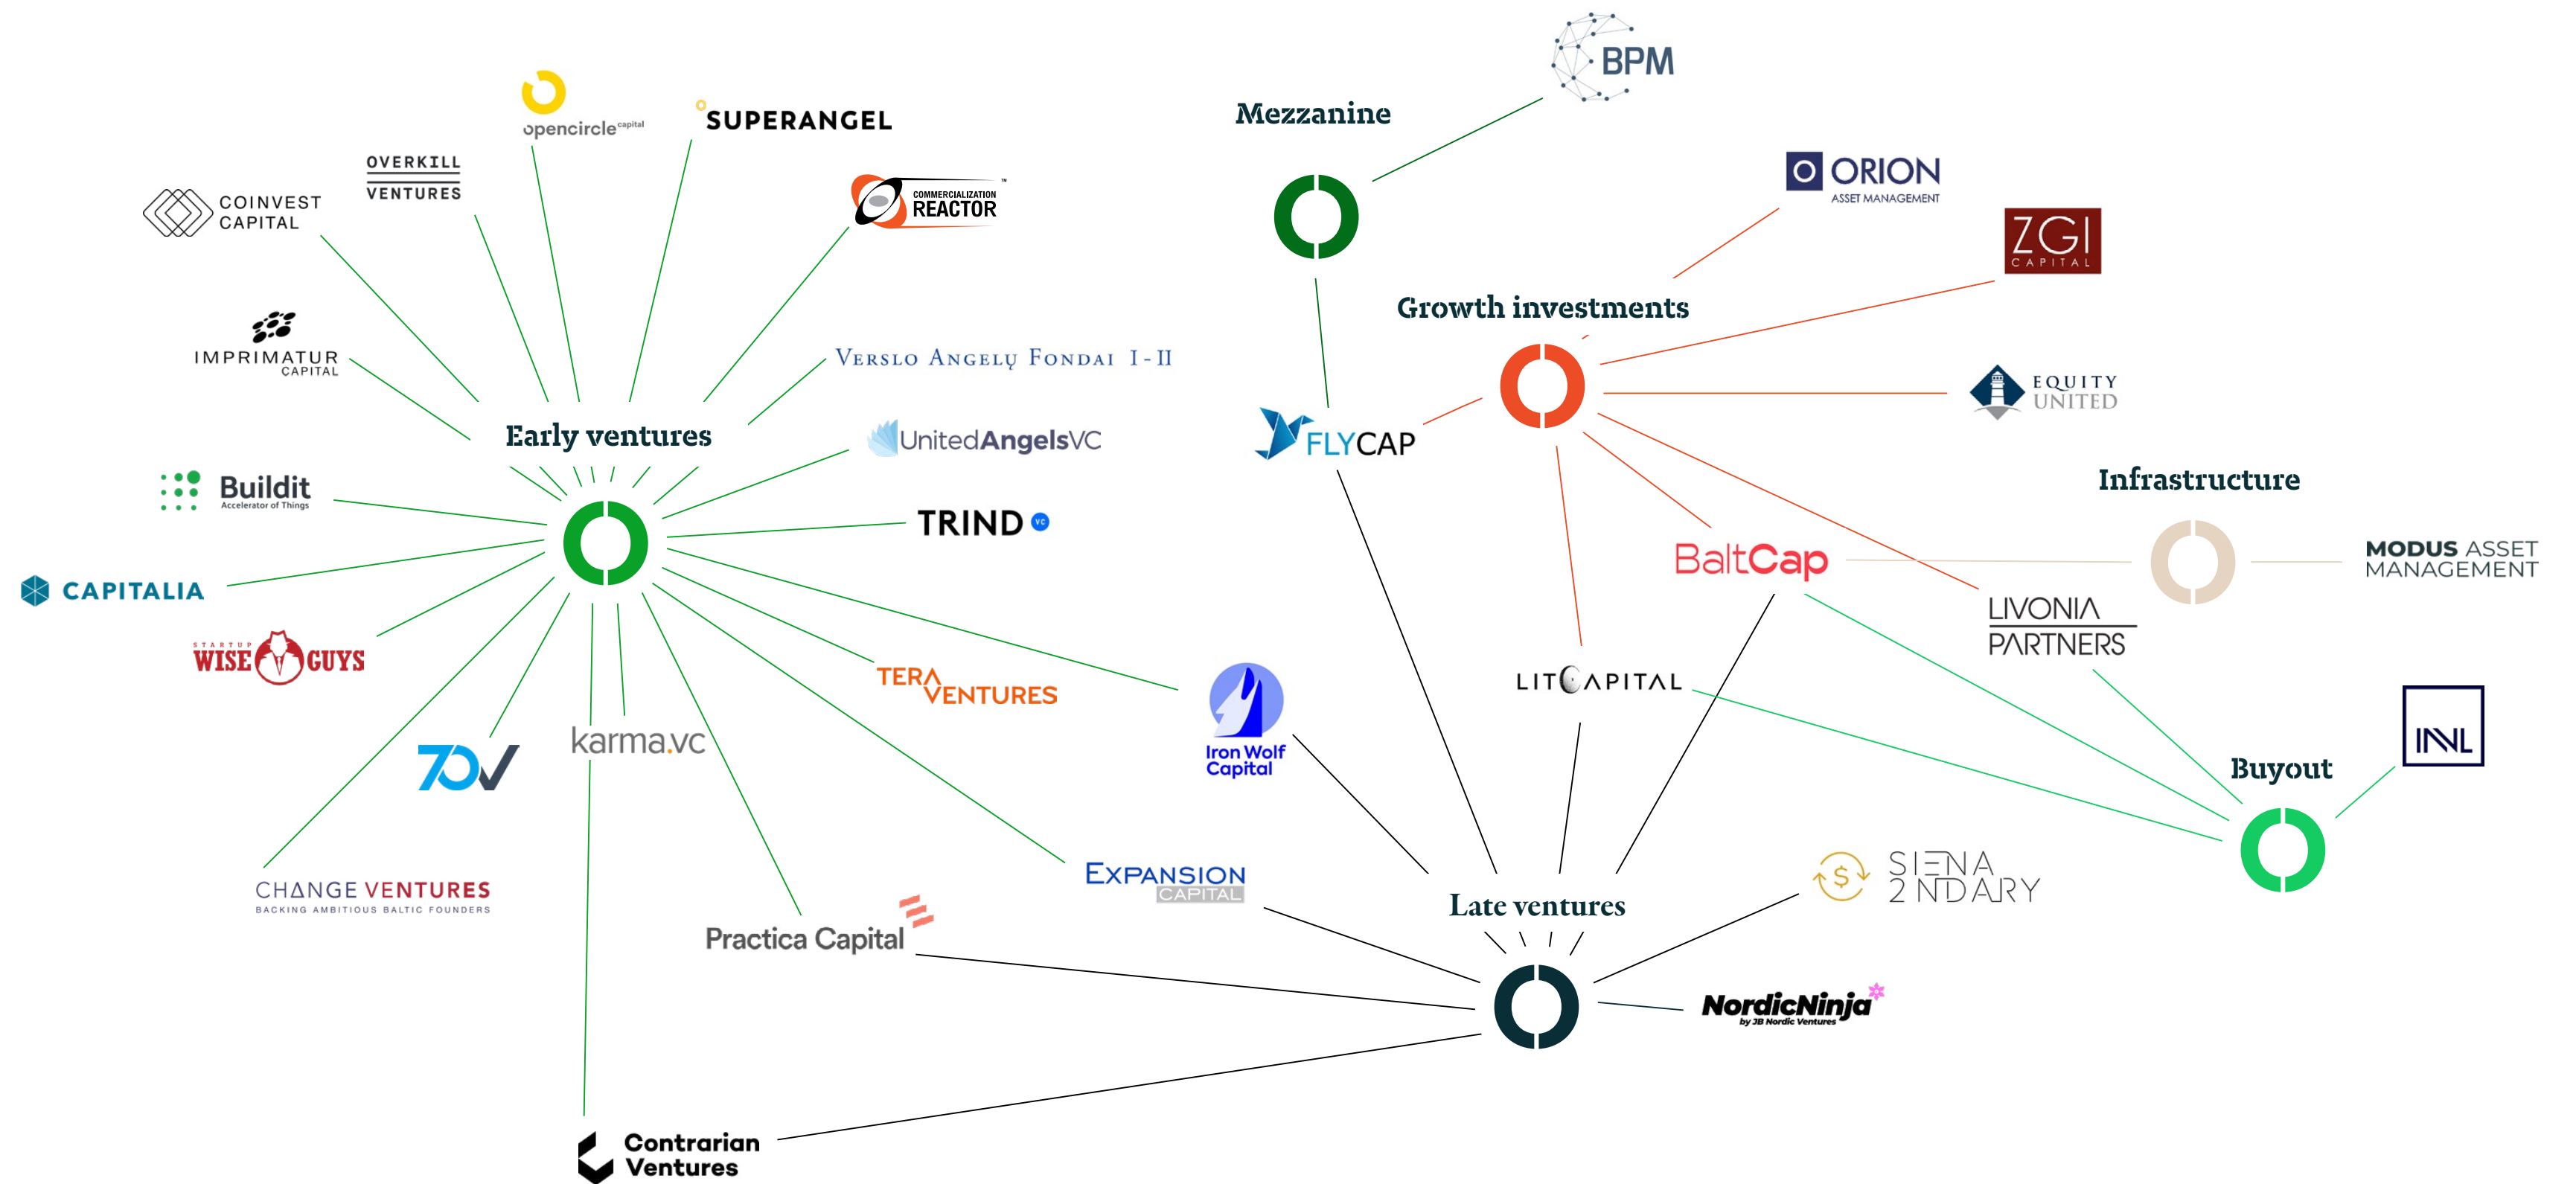 BPM
Mezzanine
opencircle capital
SUPERANGEL
OVERKILL
VENTURES
COINVEST
CAPITAL
COMMERCIALIZATION
REACTOR
™
ORION
ASSET MANAGEMENT
ZGI
CAPITAL
Growth investments
IMPRIMATUR
CAPITAL
VERSLO ANGELŲ FONDAI I-II
EQUITY
UNITED
Early ventures
UnitedAngelsVC
FLYCAP
Infrastructure
Buildit
Accelerator of Things
TRIND VC
BaltCap
MODUS ASSET
MANAGEMENT
CAPITALIA
LIVONIA
PARTNERS
STARTUP
WISE GUYS
TERA
VENTURES
LITCAPITAL
Iron Wolf
Capital
INVL
70V
karma.vc
Buyout
CHANGE VENTURES
BACKING AMBITIOUS BALTIC FOUNDERS
EXPANSION
CAPITAL
SIENA
2NDARY
$
Late ventures
Practica Capital
NordicNinja
by JB Nordic Ventures
Contrarian
Ventures